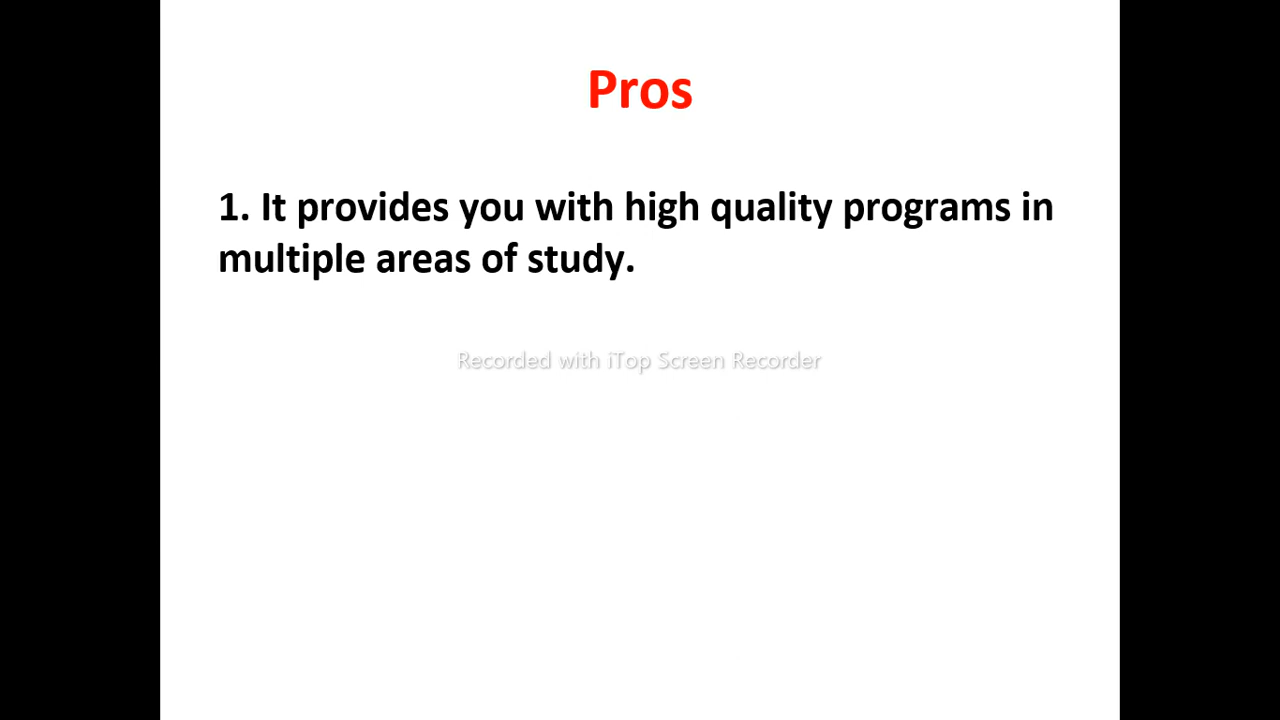 Pros
1. It provides you with high quality programs in
multiple areas of study.
Recorded with iTop Screen Recorder